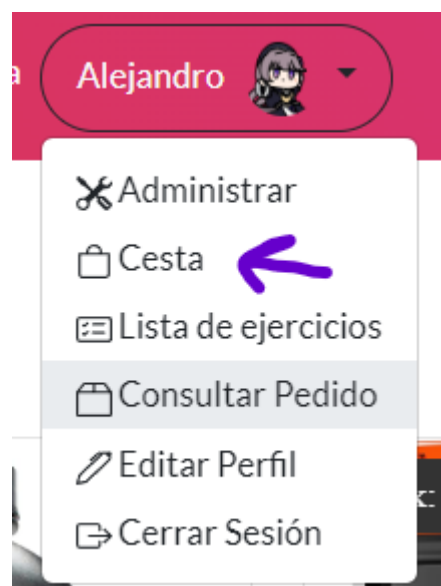 Alejandro
Administrar
Cesta
Lista de ejercicios
Consultar Pedido
Editar Perfil
Cerrar Sesión